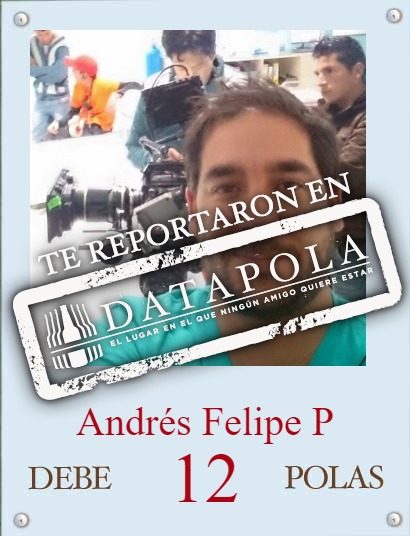 TE REPORTARON EN
DATAPOLA
EL LUGAR EN EL QUE NINGÚN AMIGO QUIERE ESTAR
Andrés Felipe P
DEBE 12 POLAS